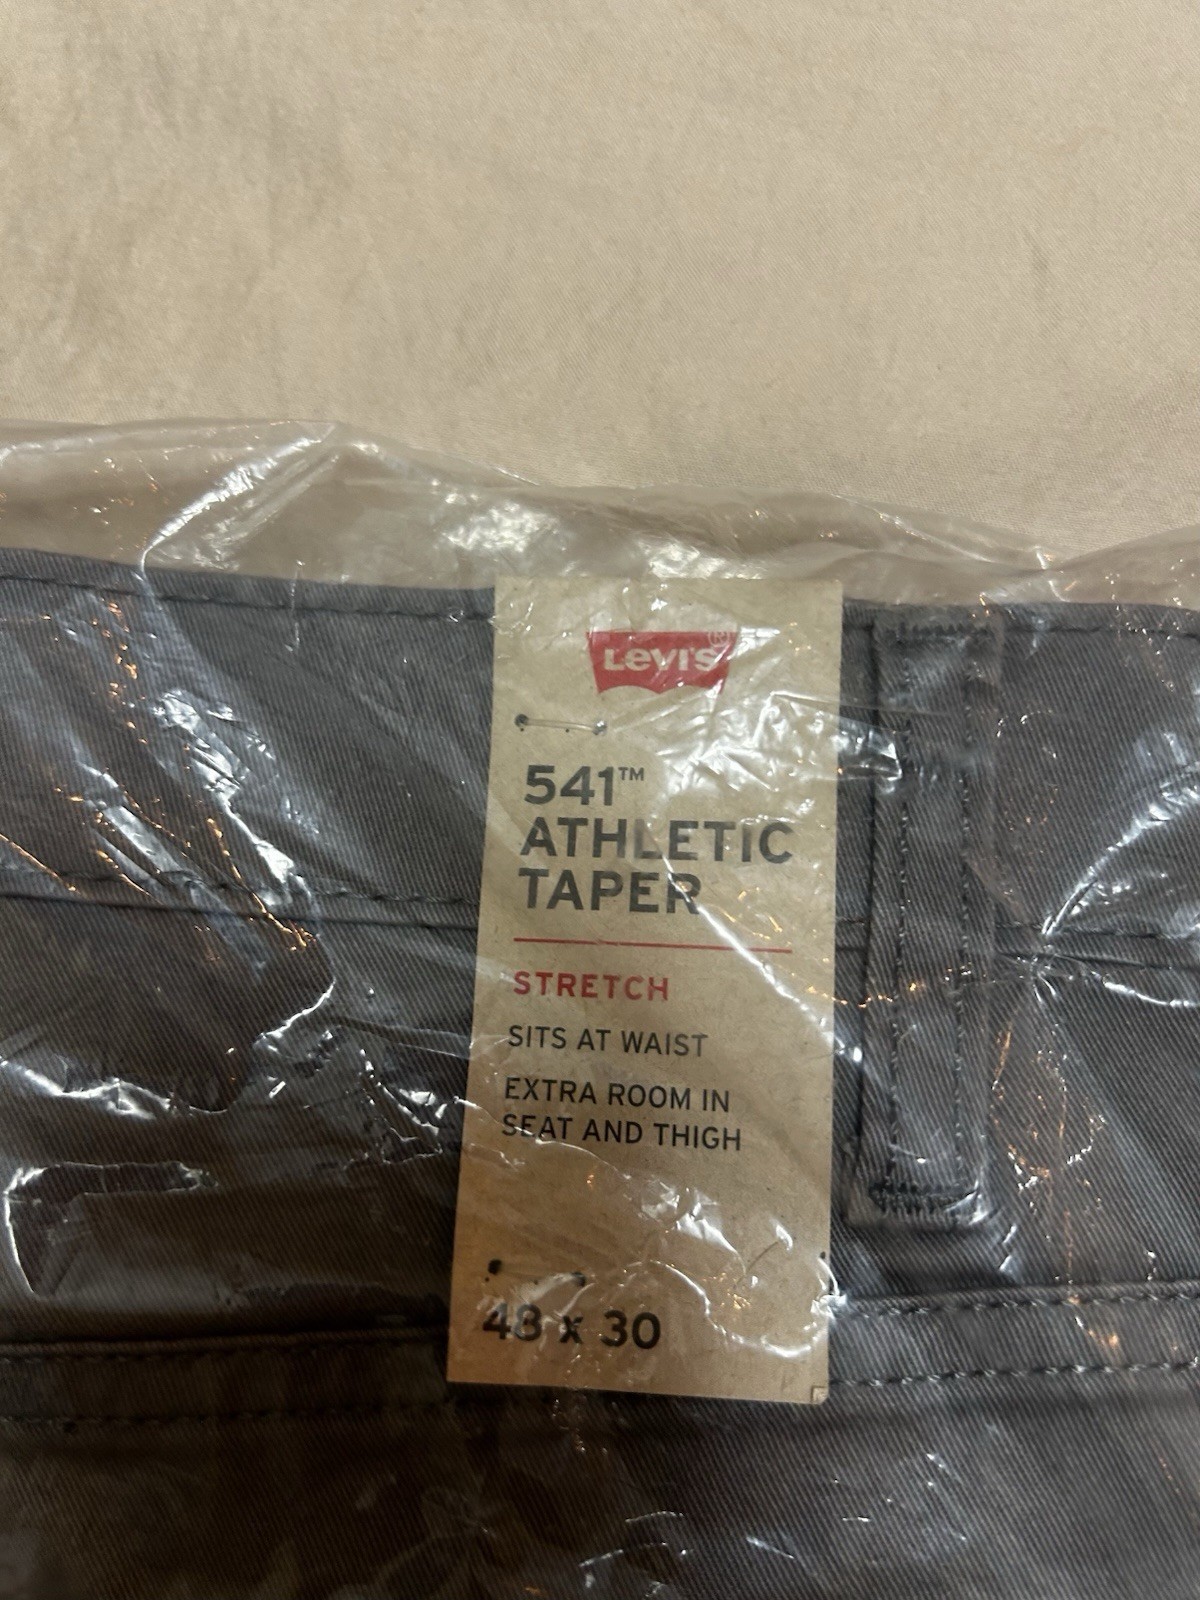 LEVI'S®
541™
ATHLETIC
TAPER
STRETCH
SITS AT WAIST
EXTRA ROOM IN
SEAT AND THIGH
48 x 30